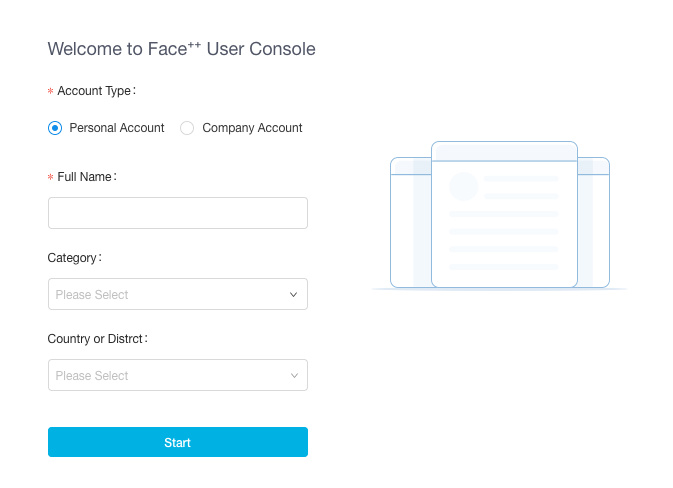 Welcome to Face++ User Console
* Account Type:
Personal Account Company Account
* Full Name:
Category:
Please Select
Country or Distrct:
Please Select
Start